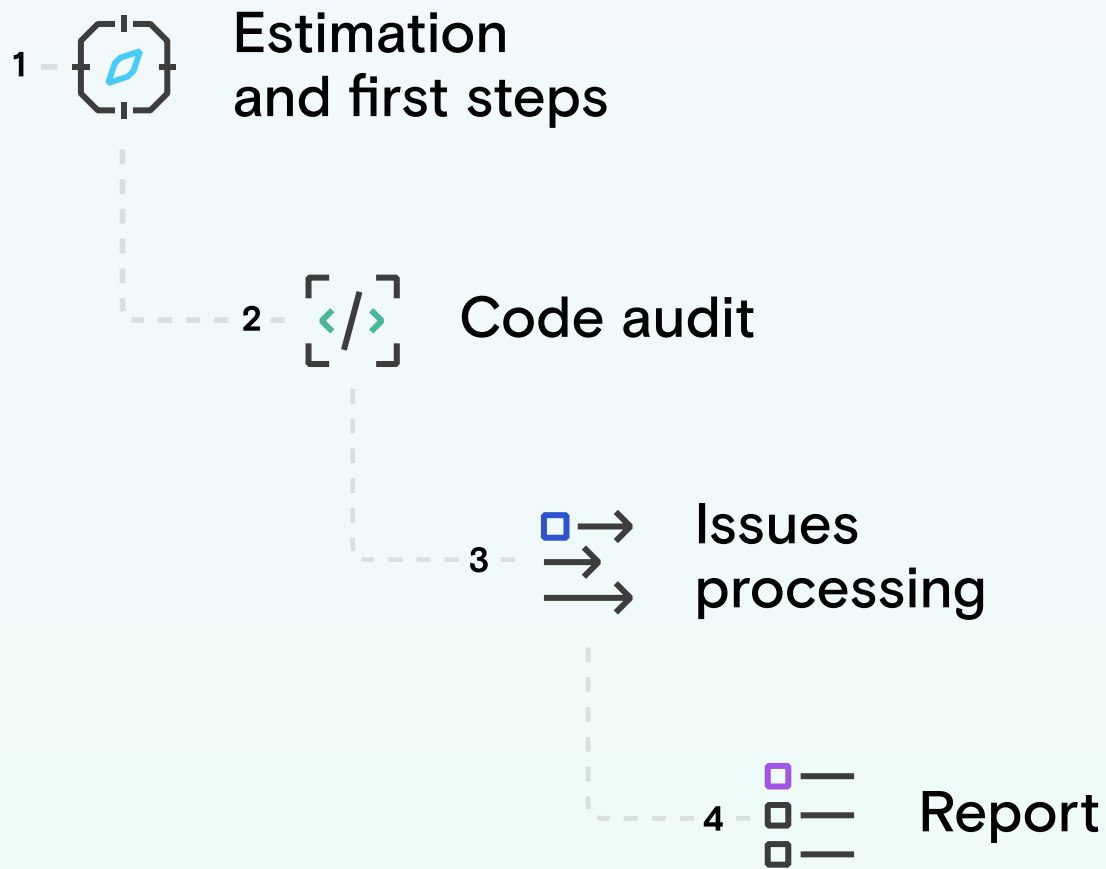 1
Estimation
and first steps
2
Code audit
3
Issues
processing
4
Report